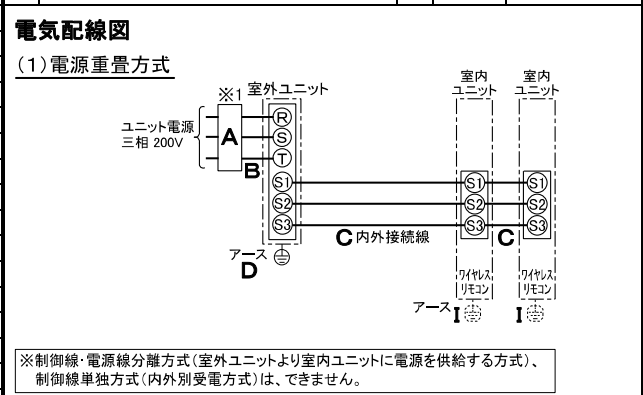 電気配線図
(1)電源重畳方式
※1
室外ユニット
室内
ユニット
室内
ユニット
ユニット電源
三相 200V
A
B
R
S
T
S1
S2
S3
S1
S2
S3
S1
S2
S3
C 内外接続線
C
アース
D
ワイヤレス
リモコン
ワイヤレス
リモコン
アース I
I
※制御線・電源線分離方式(室外ユニットより室内ユニットに電源を供給する方式)、
制御線単独方式(内外別受電方式)は、できません。